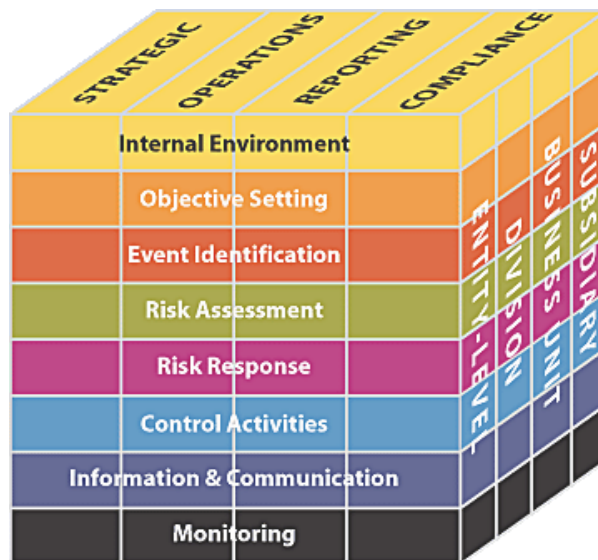 STRATEGIC
OPERATIONS
REPORTING
COMPLIANCE
Internal Environment
Objective Setting
Event Identification
Risk Assessment
Risk Response
Control Activities
Information & Communication
Monitoring
ENTITY-LEVEL
DIVISION
BUSINESS UNIT
SUBSIDIARY